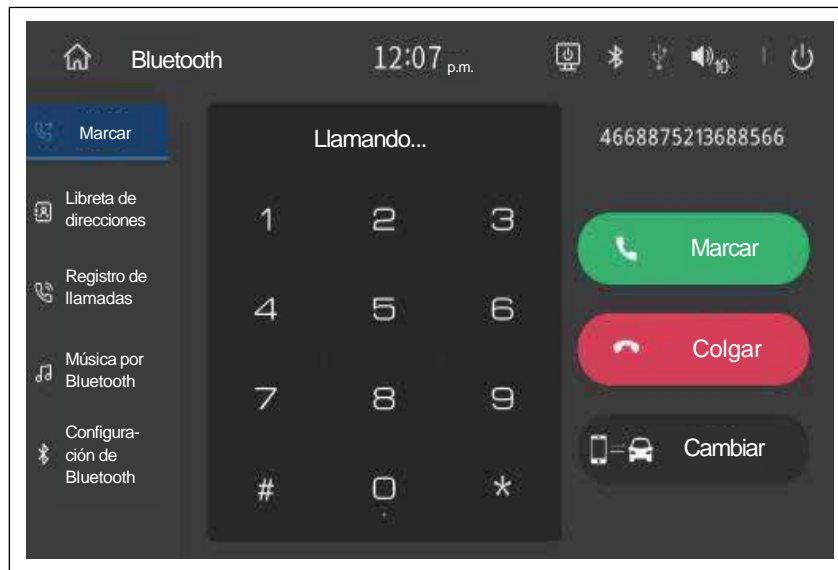 Bluetooth
12:07 p.m.
10
Marcar
Libreta de
direcciones
Registro de
llamadas
Música por
Bluetooth
Configura-
ción de
Bluetooth
Llamando...
1 2 3
4 5 6
7 8 9
# 0 *
4668875213688566
Marcar
Colgar
Cambiar